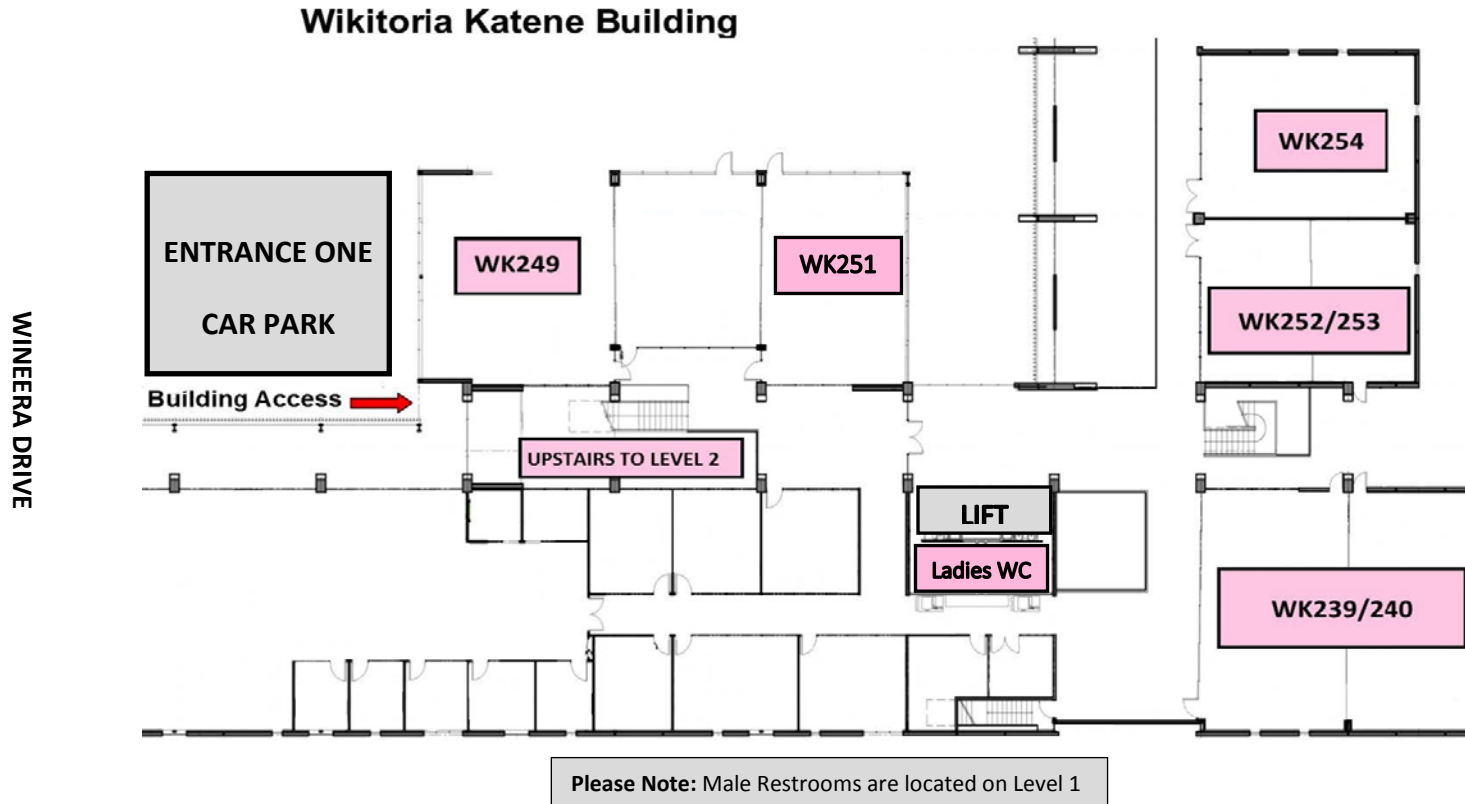 Wikitoria Katene Building
WINEERA DRIVE
ENTRANCE ONE
CAR PARK
Building Access
WK249
WK251
WK254
WK252/253
UPSTAIRS TO LEVEL 2
LIFT
Ladies WC
WK239/240
Please Note: Male Restrooms are located on Level 1